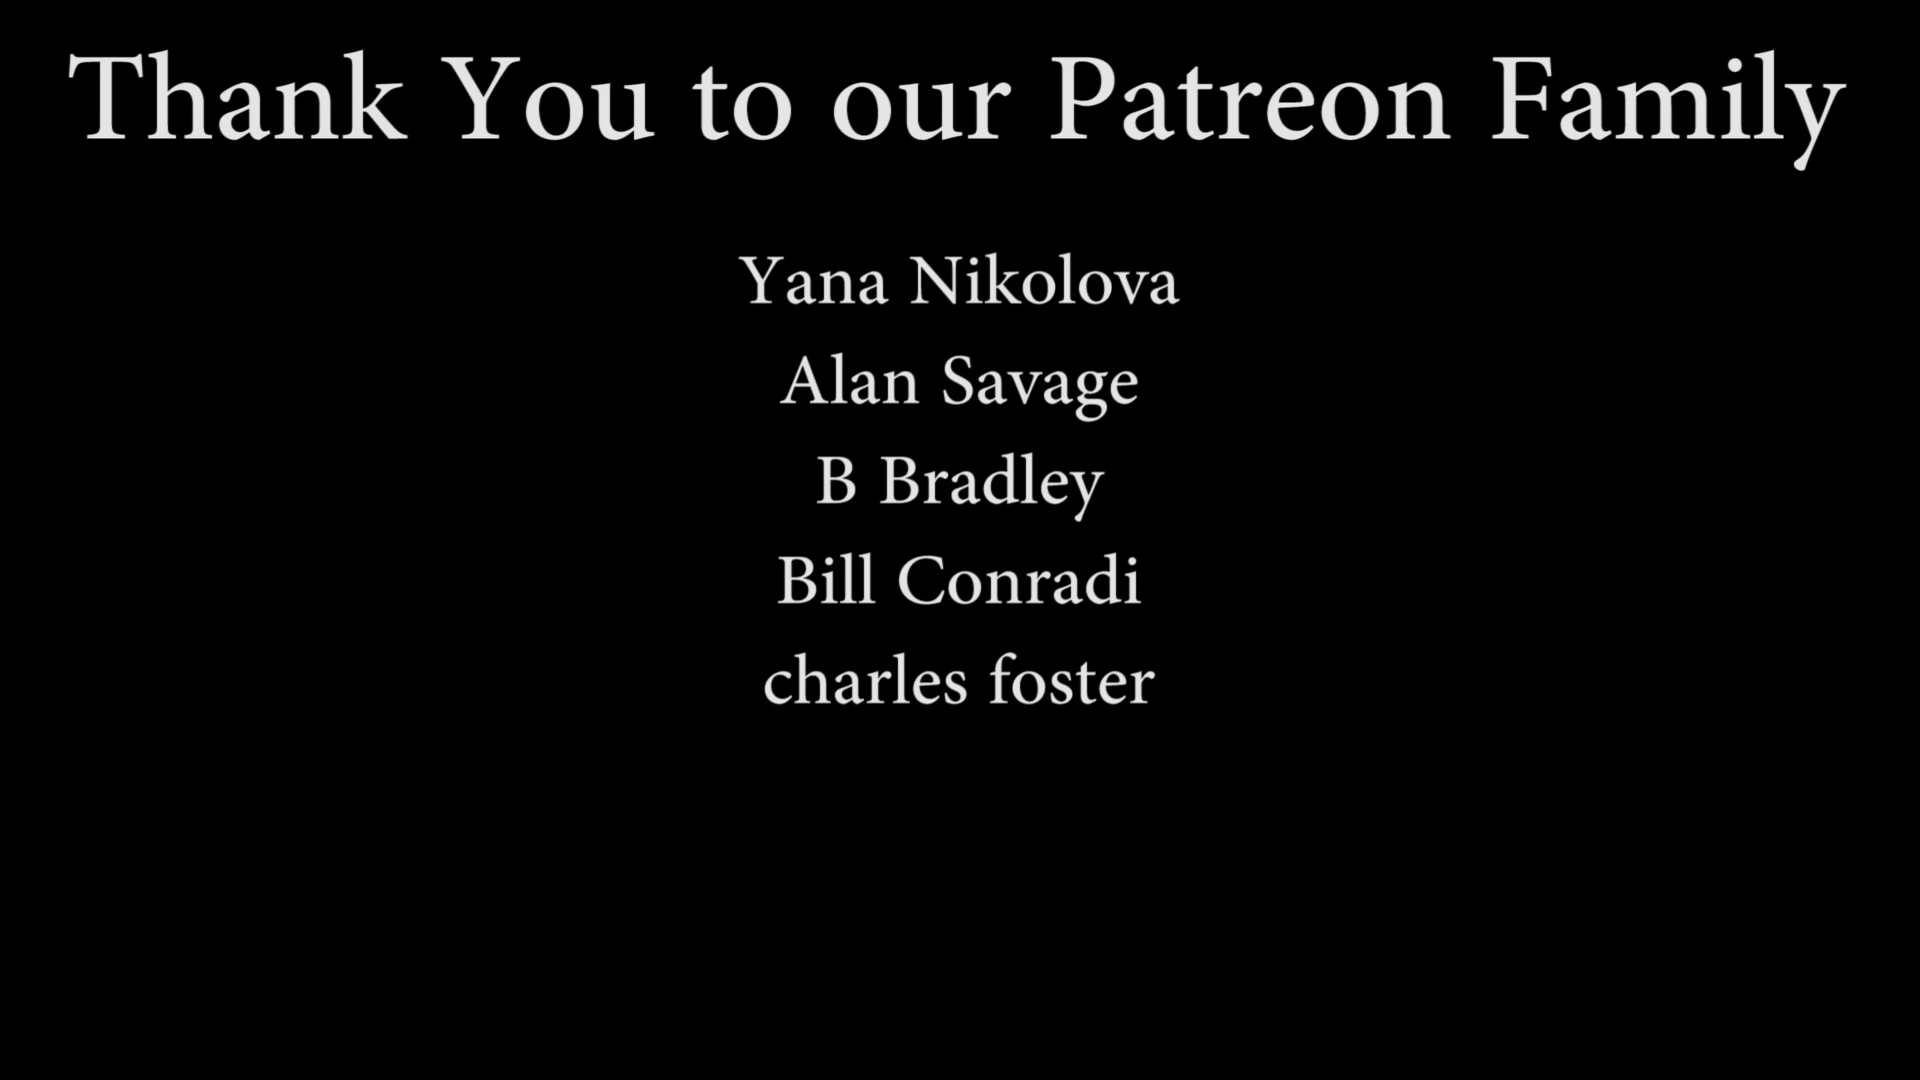 Thank You to our Patreon Family
Yana Nikolova
Alan Savage
B Bradley
Bill Conradi
charles foster